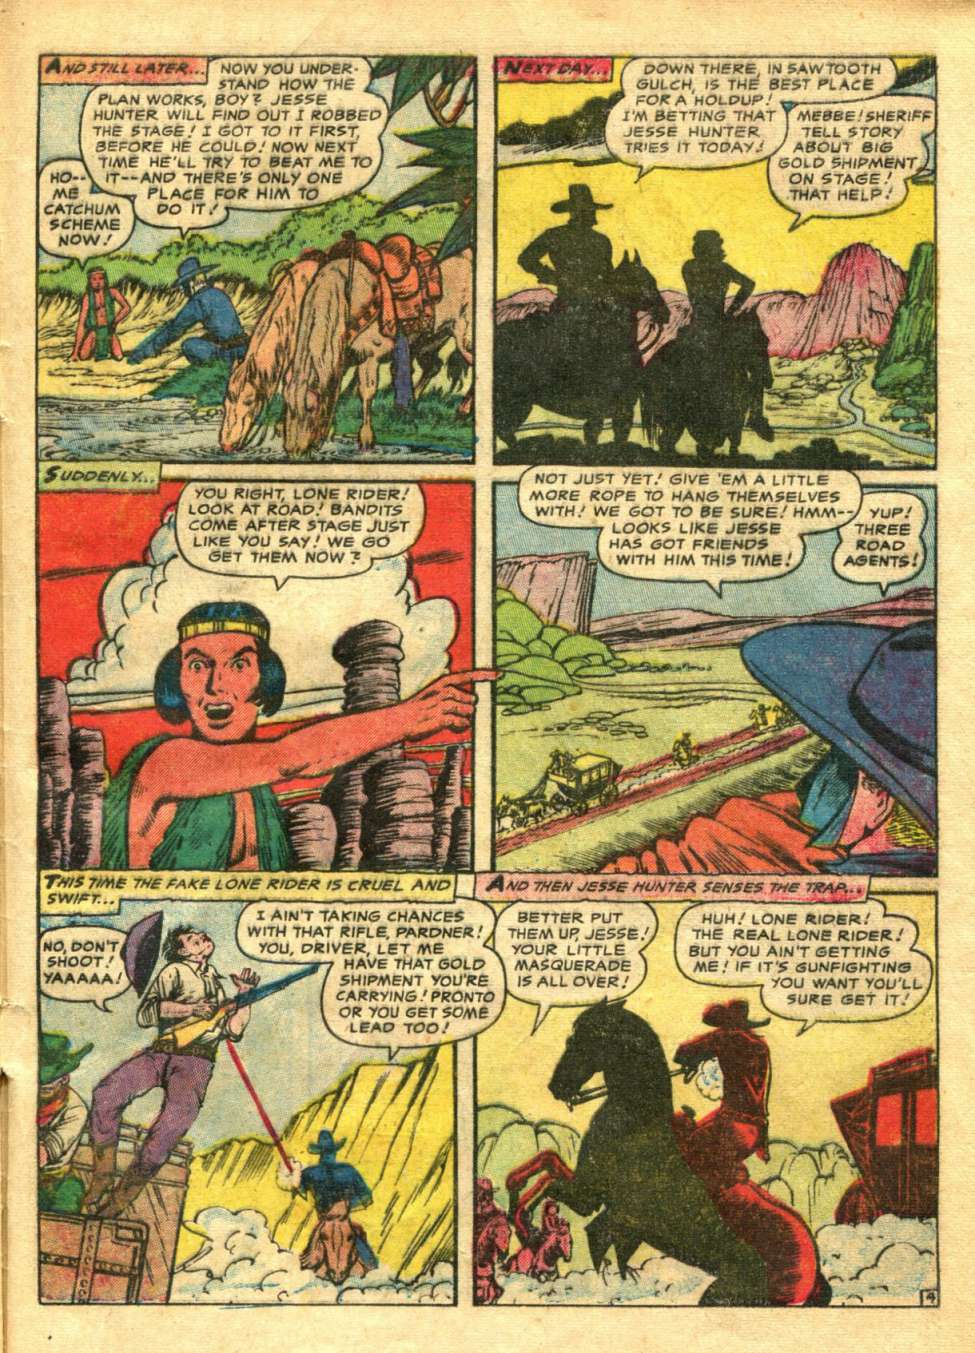 AND STILL LATER...
NOW YOU UNDER-
STAND HOW THE
PLAN WORKS, BOY? JESSE
HUNTER WILL FIND OUT I ROBBED
THE STAGE! I GOT TO IT FIRST,
BEFORE HE COULD! NOW NEXT
TIME HE'LL TRY TO BEAT ME TO
IT--AND THERE'S ONLY ONE
PLACE FOR HIM TO
DO IT!
HO--
ME
CATCHUM
SCHEME
NOW!
NEXT DAY...
DOWN THERE, IN SAWTOOTH
GULCH, IS THE BEST PLACE
FOR A HOLDUP!
I'M BETTING THAT
JESSE HUNTER
TRIES IT TODAY!
MEBBE! SHERIFF
TELL STORY
ABOUT BIG
GOLD SHIPMENT
ON STAGE!
THAT HELP!
SUDDENLY...
YOU RIGHT, LONE RIDER!
LOOK AT ROAD! BANDITS
COME AFTER STAGE JUST
LIKE YOU SAY! WE GO
GET THEM NOW?
NOT JUST YET! GIVE 'EM A LITTLE
MORE ROPE TO HANG THEMSELVES
WITH! WE GOT TO BE SURE! HMM--
LOOKS LIKE JESSE
HAS GOT FRIENDS
WITH HIM THIS TIME!
YUP!
THREE
ROAD
AGENTS!
THIS TIME THE FAKE LONE RIDER IS CRUEL AND
SWIFT...
NO, DON'T
SHOOT!
YAAAAA!
I AIN'T TAKING CHANCES
WITH THAT RIFLE, PARDNER!
YOU, DRIVER, LET ME
HAVE THAT GOLD
SHIPMENT YOU'RE
CARRYING! PRONTO
OR YOU GET SOME
LEAD TOO!
AND THEN JESSE HUNTER SENSES THE TRAP...
BETTER PUT
THEM UP, JESSE!
YOUR LITTLE
MASQUERADE
IS ALL OVER!
HUH! LONE RIDER!
THE REAL LONE RIDER!
BUT YOU AIN'T GETTING
ME! IF IT'S GUNFIGHTING
YOU WANT YOU'LL
SURE GET IT!
4